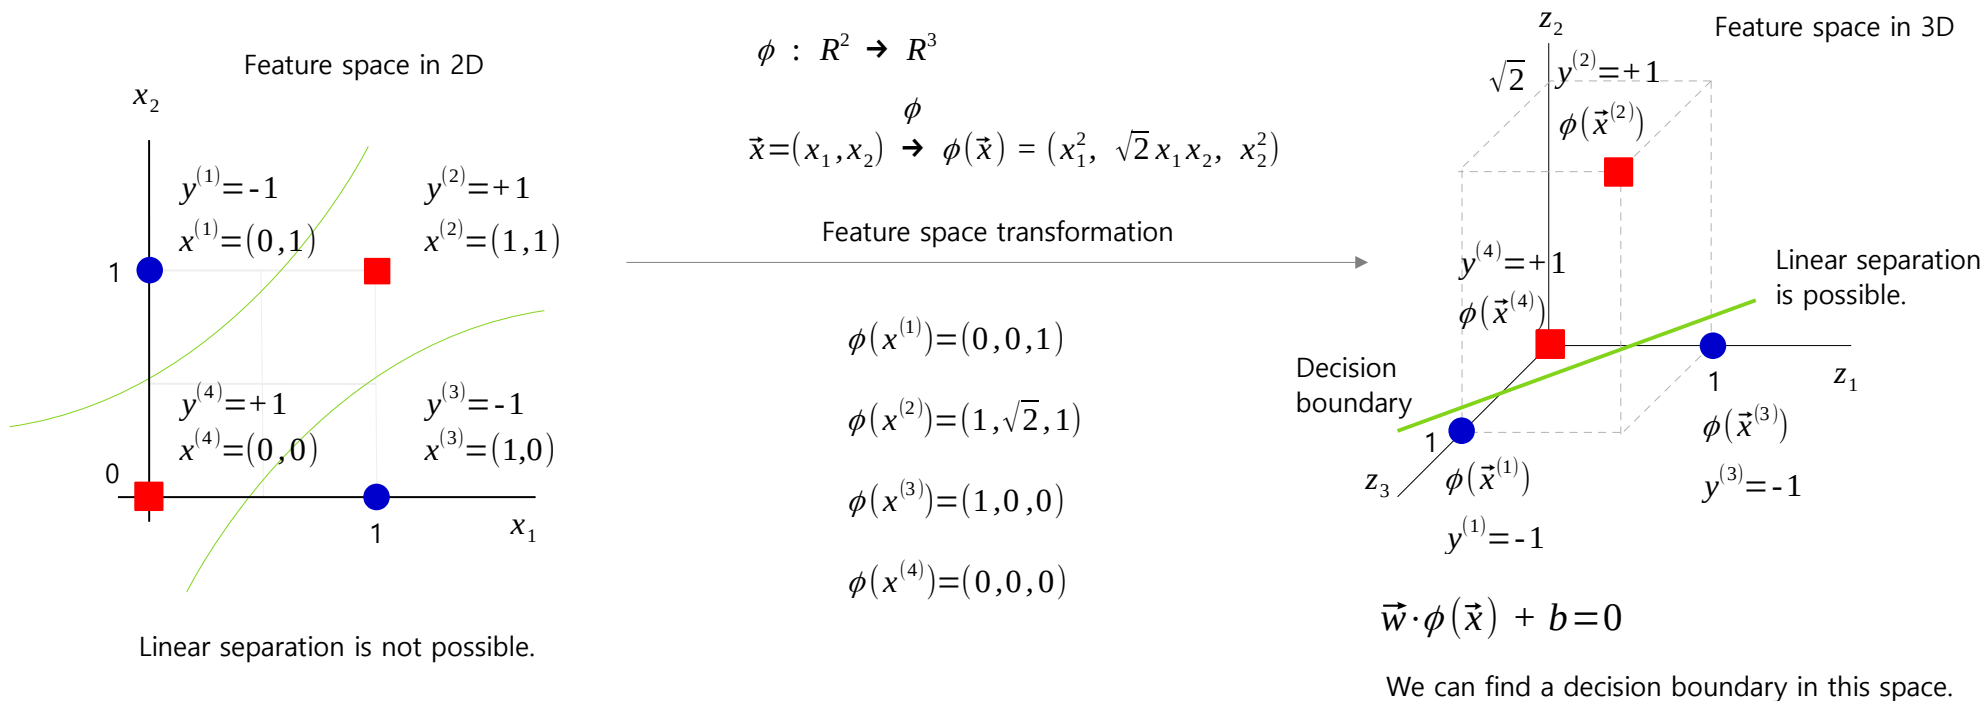 Feature space in 2D
x₂
y⁽¹⁾=-1
y⁽²⁾=+1
x⁽¹⁾=(0,1)
x⁽²⁾=(1,1)
1
y⁽⁴⁾=+1
y⁽³⁾=-1
x⁽⁴⁾=(0,0)
x⁽³⁾=(1,0)
0
1
x₁
Linear separation is not possible.
ϕ : R² → R³
ϕ
x⃗=(x₁,x₂) → ϕ(x⃗) = (x₁², √2x₁x₂, x₂²)
Feature space transformation
ϕ(x⁽¹⁾)=(0,0,1)
ϕ(x⁽²⁾)=(1,√2,1)
ϕ(x⁽³⁾)=(1,0,0)
ϕ(x⁽⁴⁾)=(0,0,0)
Feature space in 3D
z₂
√2
y⁽²⁾=+1
ϕ(x⃗⁽²⁾)
y⁽⁴⁾=+1
ϕ(x⃗⁽⁴⁾)
Linear separation
is possible.
Decision
boundary
1
z₁
1
ϕ(x⃗⁽³⁾)
y⁽³⁾=-1
z₃
ϕ(x⃗⁽¹⁾)
y⁽¹⁾=-1
w⃗·ϕ(x⃗) + b=0
We can find a decision boundary in this space.